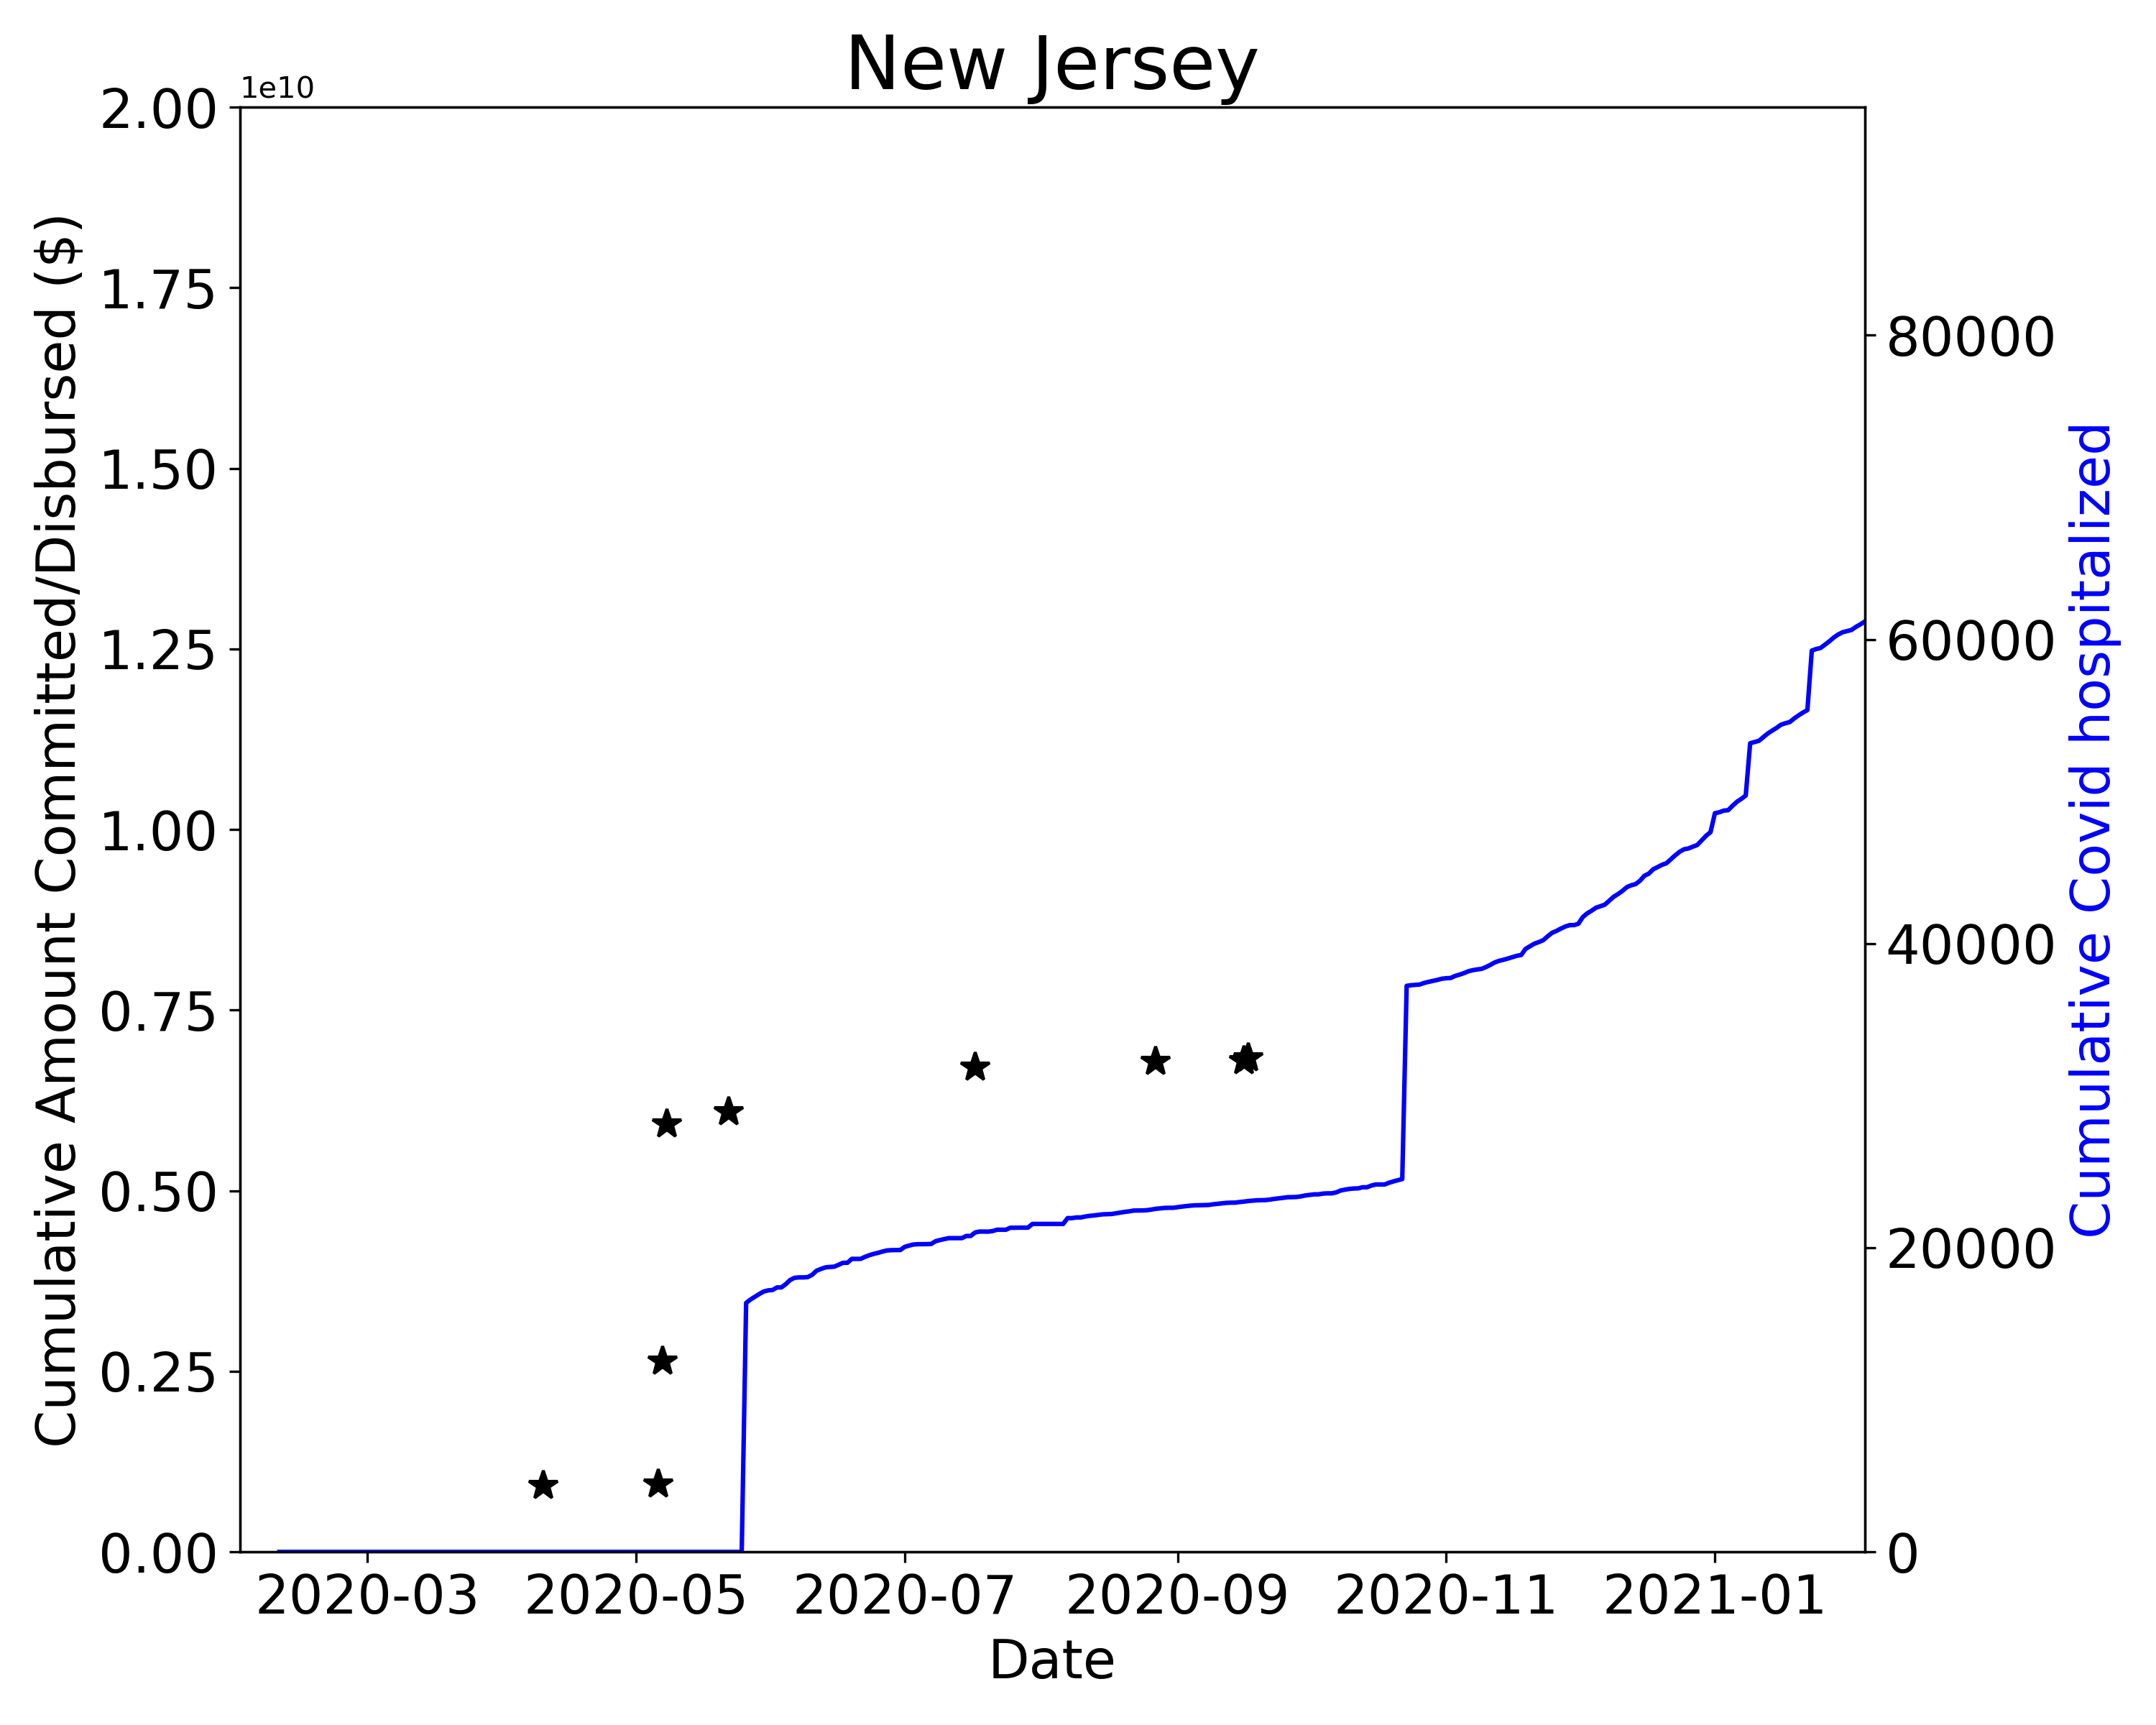 New Jersey
1e10
2.00
1.75
1.50
1.25
1.00
0.75
0.50
0.25
0.00
Cumulative Amount Committed/Disbursed ($)
80000
60000
40000
20000
0
Cumulative Covid hospitalized
2020-03 2020-05 2020-07 2020-09 2020-11 2021-01
Date